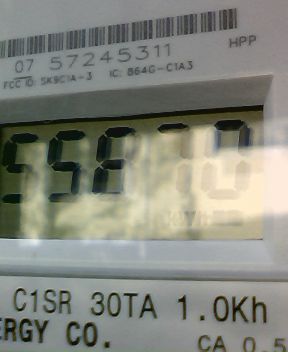 07 57245311
HPP
FCC ID: SK9C1A-3 IC: 864G-C1A3
KWh
C1SR 30TA 1.0Kh
ERGY CO.
CA 0.5